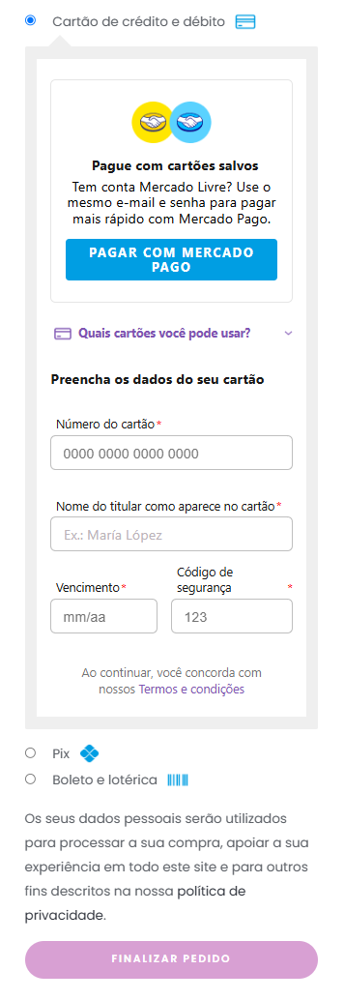 Cartão de crédito e débito
Pague com cartões salvos
Tem conta Mercado Livre? Use o
mesmo e-mail e senha para pagar
mais rápido com Mercado Pago.
PAGAR COM MERCADO
PAGO
Quais cartões você pode usar?
Preencha os dados do seu cartão
Número do cartão*
0000 0000 0000 0000
Nome do titular como aparece no cartão*
Ex.: María López
Vencimento*
mm/aa
Código de
segurança *
123
Ao continuar, você concorda com
nossos Termos e condições
Pix
Boleto e lotérica
Os seus dados pessoais serão utilizados
para processar a sua compra, apoiar a sua
experiência em todo este site e para outros
fins descritos na nossa política de
privacidade.
FINALIZAR PEDIDO